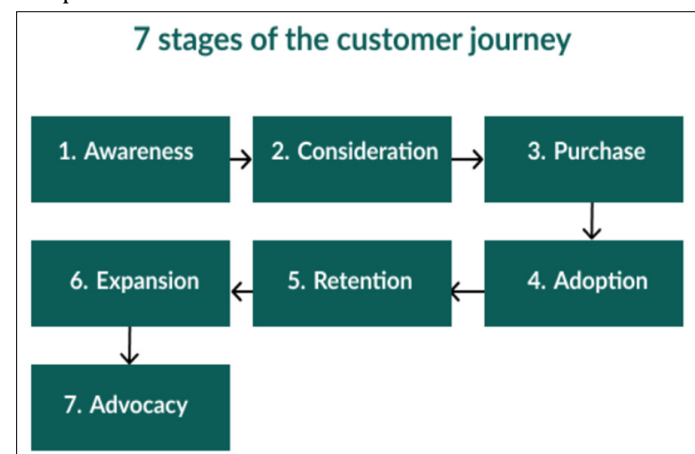 7 stages of the customer journey
1. Awareness
2. Consideration
3. Purchase
6. Expansion
5. Retention
4. Adoption
7. Advocacy